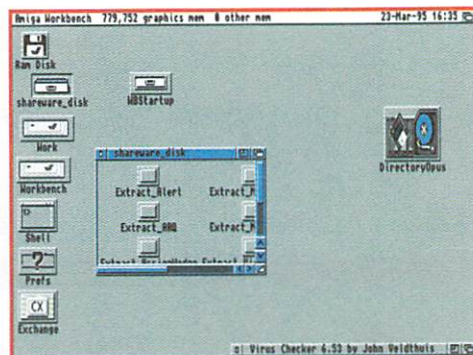 Amiga Workbench 779,752 graphics mem 0 other mem 23-Mar-95 16:35
Ram Disk
shareware_disk
WBStartup
Work
DirectoryOpus
Workbench
shareware_disk
Extract_Alert
Extract_ARQ
Shell
Prefs
CX
Exchange
Virus Checker 6.53 by John Veldthuis